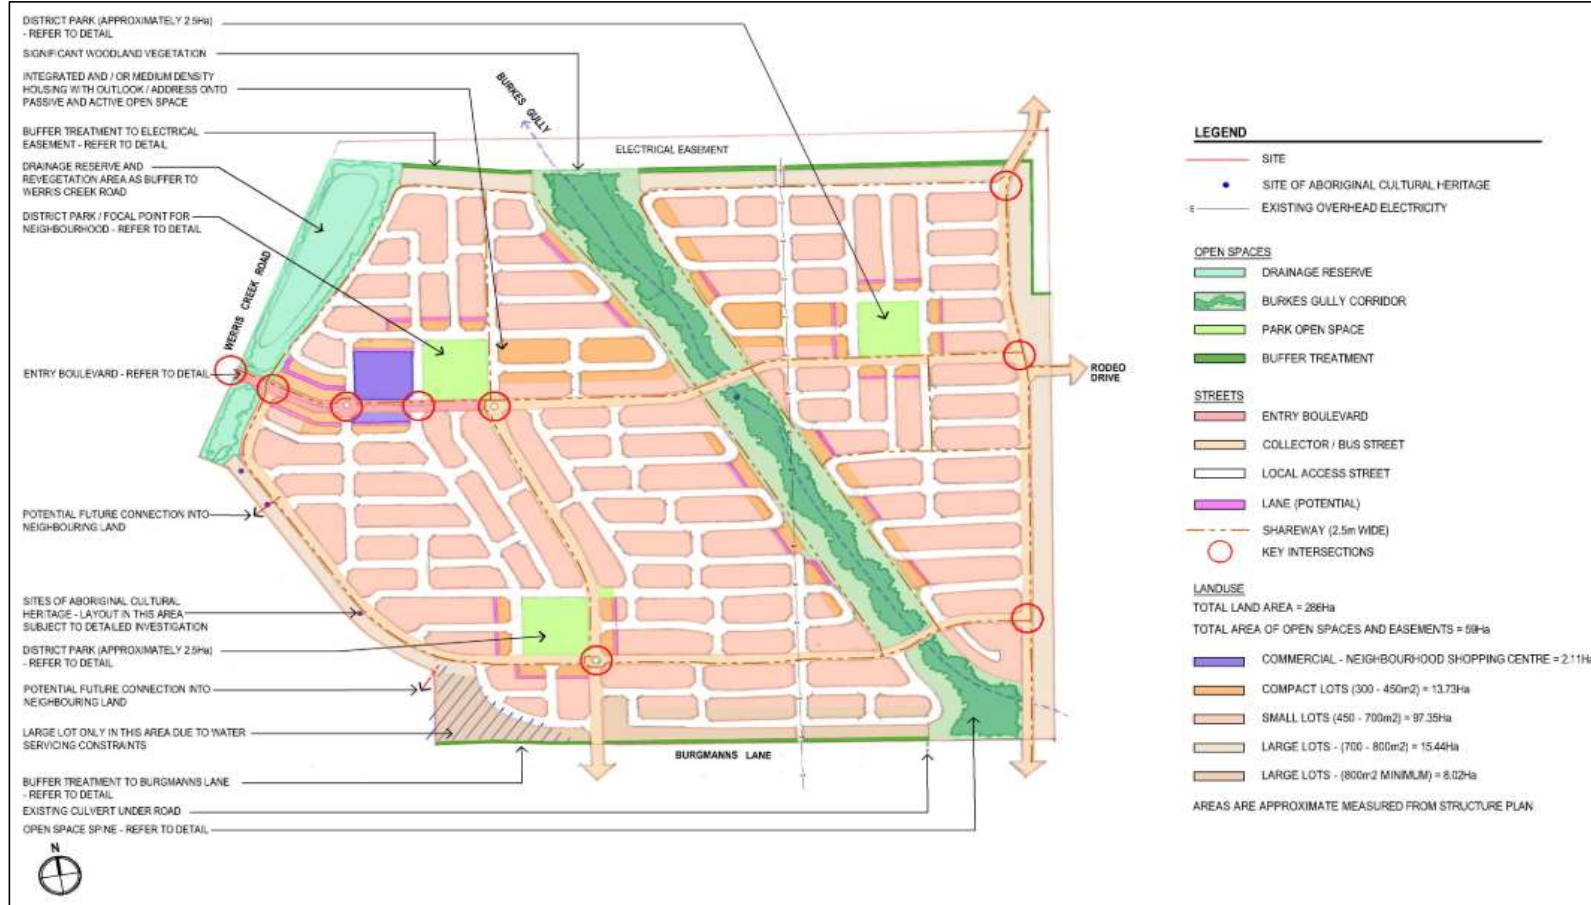 DISTRICT PARK (APPROXIMATELY 2.5Ha)
- REFER TO DETAIL
SIGNIFICANT WOODLAND VEGETATION
INTEGRATED AND / OR MEDIUM DENSITY
HOUSING WITH OUTLOOK / ADDRESS ONTO
PASSIVE AND ACTIVE OPEN SPACE
BUFFER TREATMENT TO ELECTRICAL
EASEMENT - REFER TO DETAIL
DRAINAGE RESERVE AND
REVEGETATION AREA AS BUFFER TO
WERRIS CREEK ROAD
DISTRICT PARK / FOCAL POINT FOR
NEIGHBOURHOOD - REFER TO DETAIL
ENTRY BOULEVARD - REFER TO DETAIL
POTENTIAL FUTURE CONNECTION INTO
NEIGHBOURING LAND
SITES OF ABORIGINAL CULTURAL
HERITAGE - LAYOUT IN THIS AREA
SUBJECT TO DETAILED INVESTIGATION
DISTRICT PARK (APPROXIMATELY 2.5Ha)
- REFER TO DETAIL
POTENTIAL FUTURE CONNECTION INTO
NEIGHBOURING LAND
LARGE LOT ONLY IN THIS AREA DUE TO WATER
SERVICING CONSTRAINTS
BUFFER TREATMENT TO BURGMANNS LANE
- REFER TO DETAIL
EXISTING CULVERT UNDER ROAD
OPEN SPACE SPINE - REFER TO DETAIL
N
BURKES GULLY
ELECTRICAL EASEMENT
WERRIS CREEK ROAD
RODEO
DRIVE
BURGMANNS LANE
LEGEND
SITE
SITE OF ABORIGINAL CULTURAL HERITAGE
E
EXISTING OVERHEAD ELECTRICITY
OPEN SPACES
DRAINAGE RESERVE
BURKES GULLY CORRIDOR
PARK OPEN SPACE
BUFFER TREATMENT
STREETS
ENTRY BOULEVARD
COLLECTOR / BUS STREET
LOCAL ACCESS STREET
LANE (POTENTIAL)
SHAREWAY (2.5m WIDE)
KEY INTERSECTIONS
LANDUSE
TOTAL LAND AREA = 286Ha
TOTAL AREA OF OPEN SPACES AND EASEMENTS = 59Ha
COMMERCIAL - NEIGHBOURHOOD SHOPPING CENTRE = 2.11Ha
COMPACT LOTS (300 - 450m2) = 13.73Ha
SMALL LOTS (450 - 700m2) = 97.35Ha
LARGE LOTS - (700 - 800m2) = 15.44Ha
LARGE LOTS - (800m2 MINIMUM) = 8.02Ha
AREAS ARE APPROXIMATE MEASURED FROM STRUCTURE PLAN